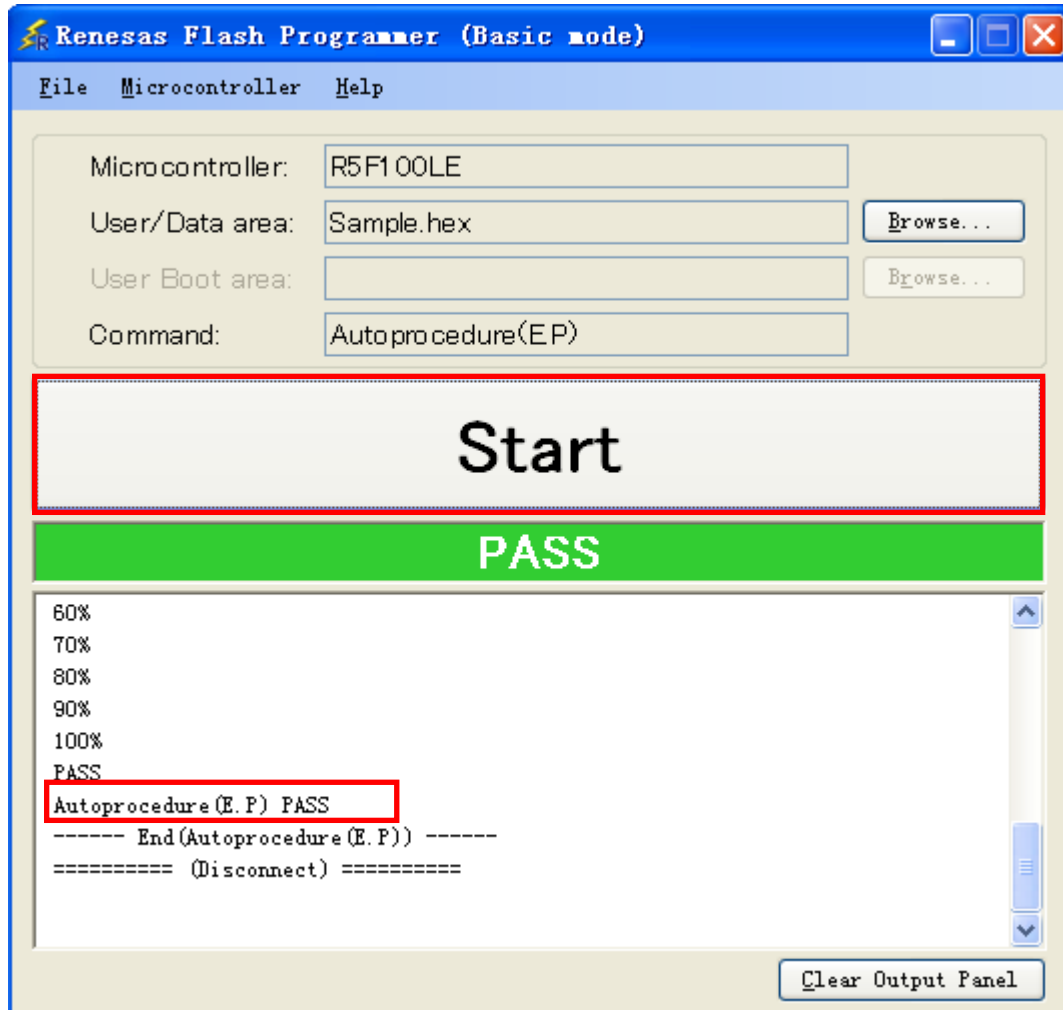 Renesas Flash Programmer (Basic mode)
File Microcontroller Help
Microcontroller: R5F100LE
User/Data area: Sample.hex Browse...
User Boot area: Browse...
Command: Autoprocedure(EP)
Start
PASS
60%
70%
80%
90%
100%
PASS
Autoprocedure(E.P) PASS
------ End(Autoprocedure(E.P)) ------
========== (Disconnect) ==========
Clear Output Panel